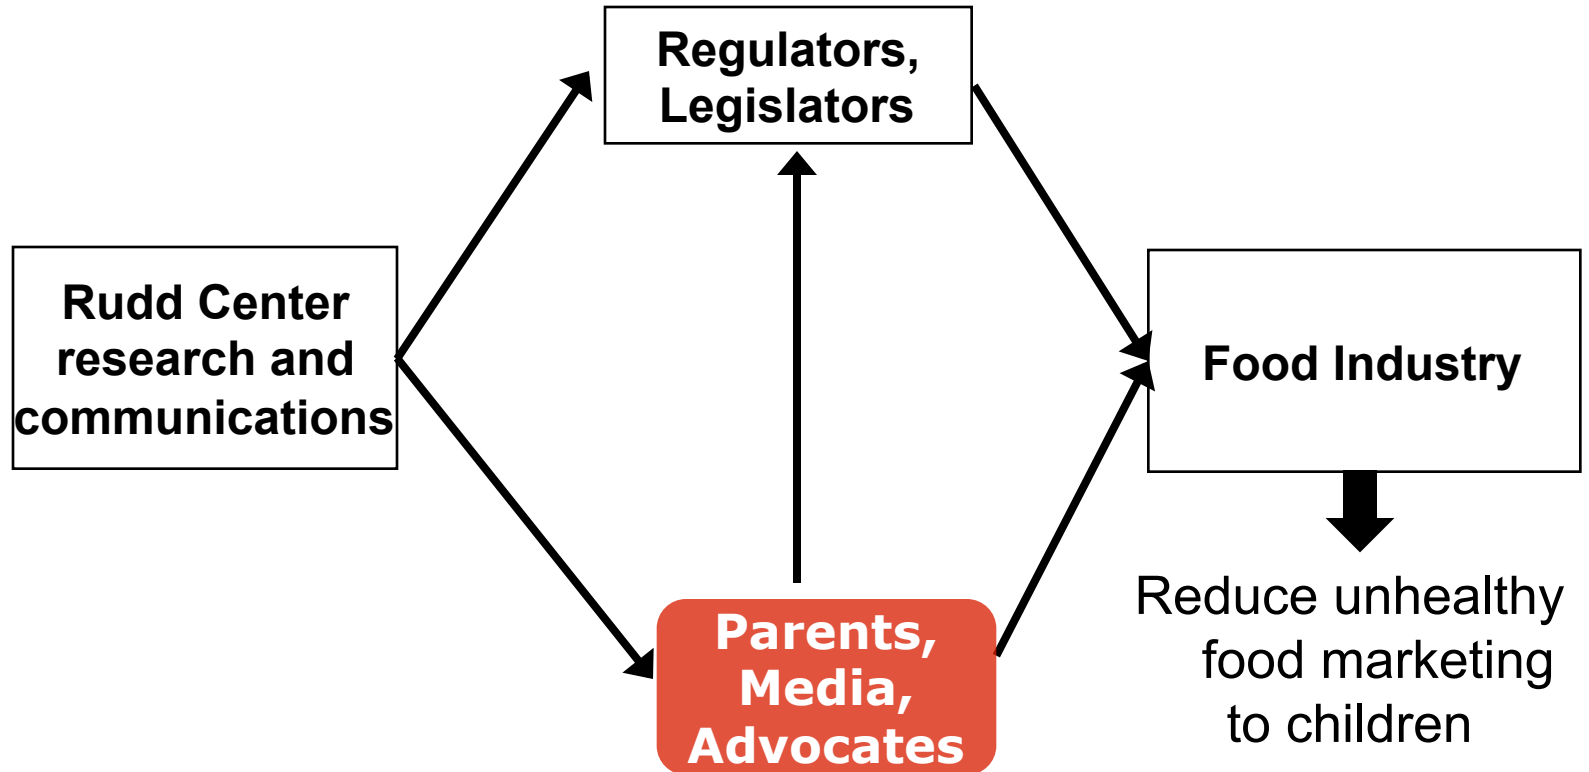 Regulators,
Legislators
Rudd Center
research and
communications
Food Industry
Parents,
Media,
Advocates
Reduce unhealthy
food marketing
to children